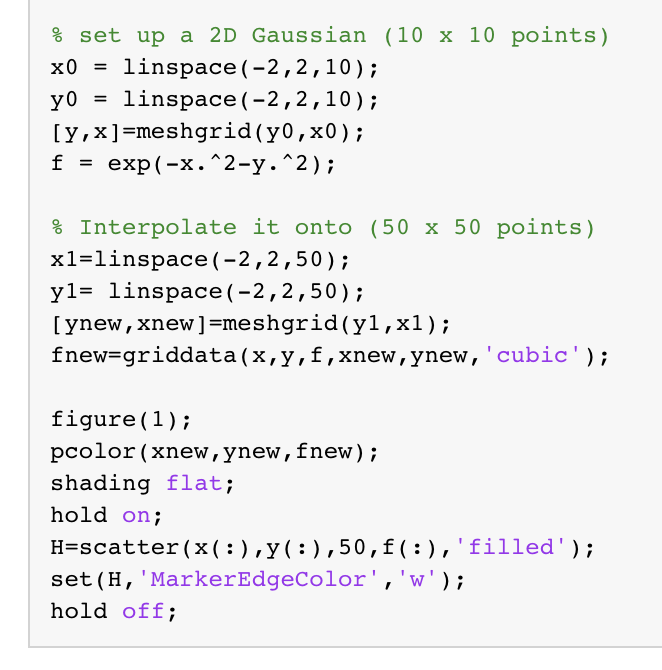 % set up a 2D Gaussian (10 x 10 points)
x0 = linspace(-2,2,10);
y0 = linspace(-2,2,10);
[y,x]=meshgrid(y0,x0);
f = exp(-x.^2-y.^2);
% Interpolate it onto (50 x 50 points)
x1=linspace(-2,2,50);
y1= linspace(-2,2,50);
[ynew,xnew]=meshgrid(y1,x1);
fnew=griddata(x,y,f,xnew,ynew,'cubic');
figure(1);
pcolor(xnew,ynew,fnew);
shading flat;
hold on;
H=scatter(x(:),y(:),50,f(:),'filled');
set(H,'MarkerEdgeColor','w');
hold off;